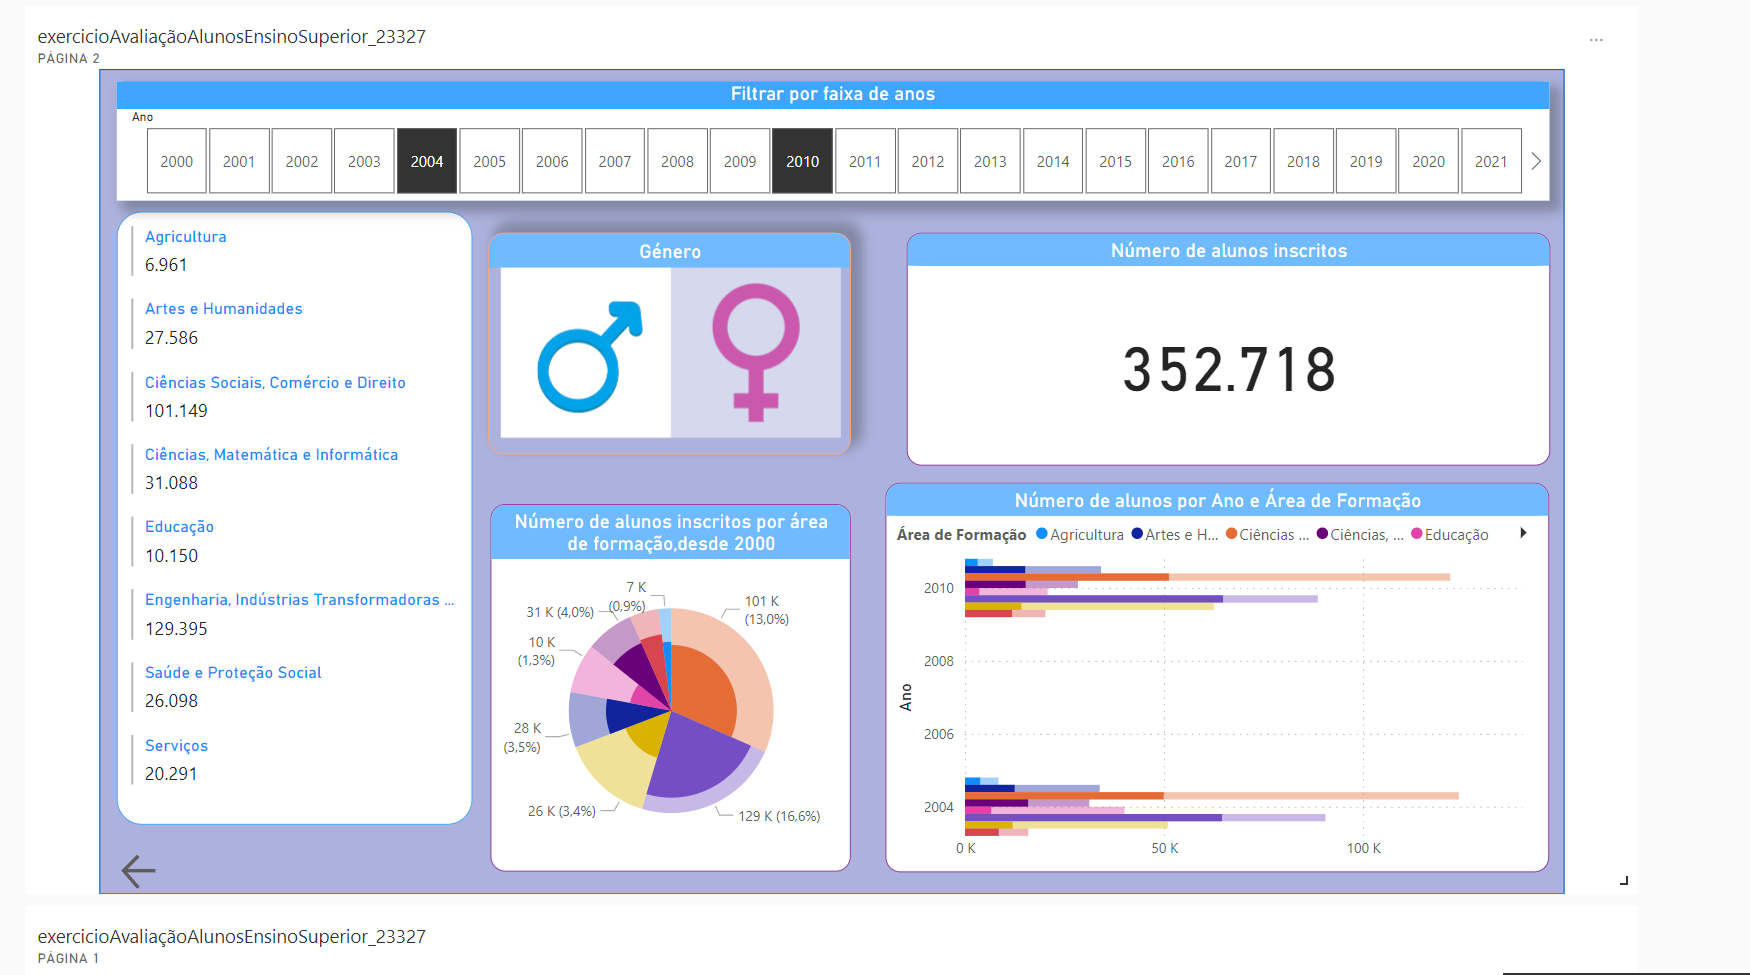 exercicioAvaliaçãoAlunosEnsinoSuperior_23327
...
PÁGINA 2
Filtrar por faixa de anos
Ano
2000 2001 2002 2003 2004 2005 2006 2007 2008 2009 2010 2011 2012 2013 2014 2015 2016 2017 2018 2019 2020 2021
Agricultura
6.961
Artes e Humanidades
27.586
Ciências Sociais, Comércio e Direito
101.149
Ciências, Matemática e Informática
31.088
Educação
10.150
Engenharia, Indústrias Transformadoras ...
129.395
Saúde e Proteção Social
26.098
Serviços
20.291
Género
Número de alunos inscritos
352.718
Número de alunos inscritos por área
de formação,desde 2000
7 K
(0,9%)
101 K
(13,0%)
31 K (4,0%)
10 K
(1,3%)
28 K
(3,5%)
26 K (3,4%)
129 K (16,6%)
Número de alunos por Ano e Área de Formação
Área de Formação Agricultura Artes e H... Ciências ... Ciências, ... Educação
Ano
2010
2008
2006
2004
0 K 50 K 100 K
exercicioAvaliaçãoAlunosEnsinoSuperior_23327
PÁGINA 1